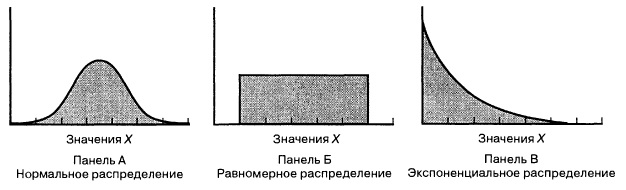 Значения X
Панель А
Нормальное распределение
Значения X
Панель Б
Равномерное распределение
Значения X
Панель В
Экспоненциальное распределение